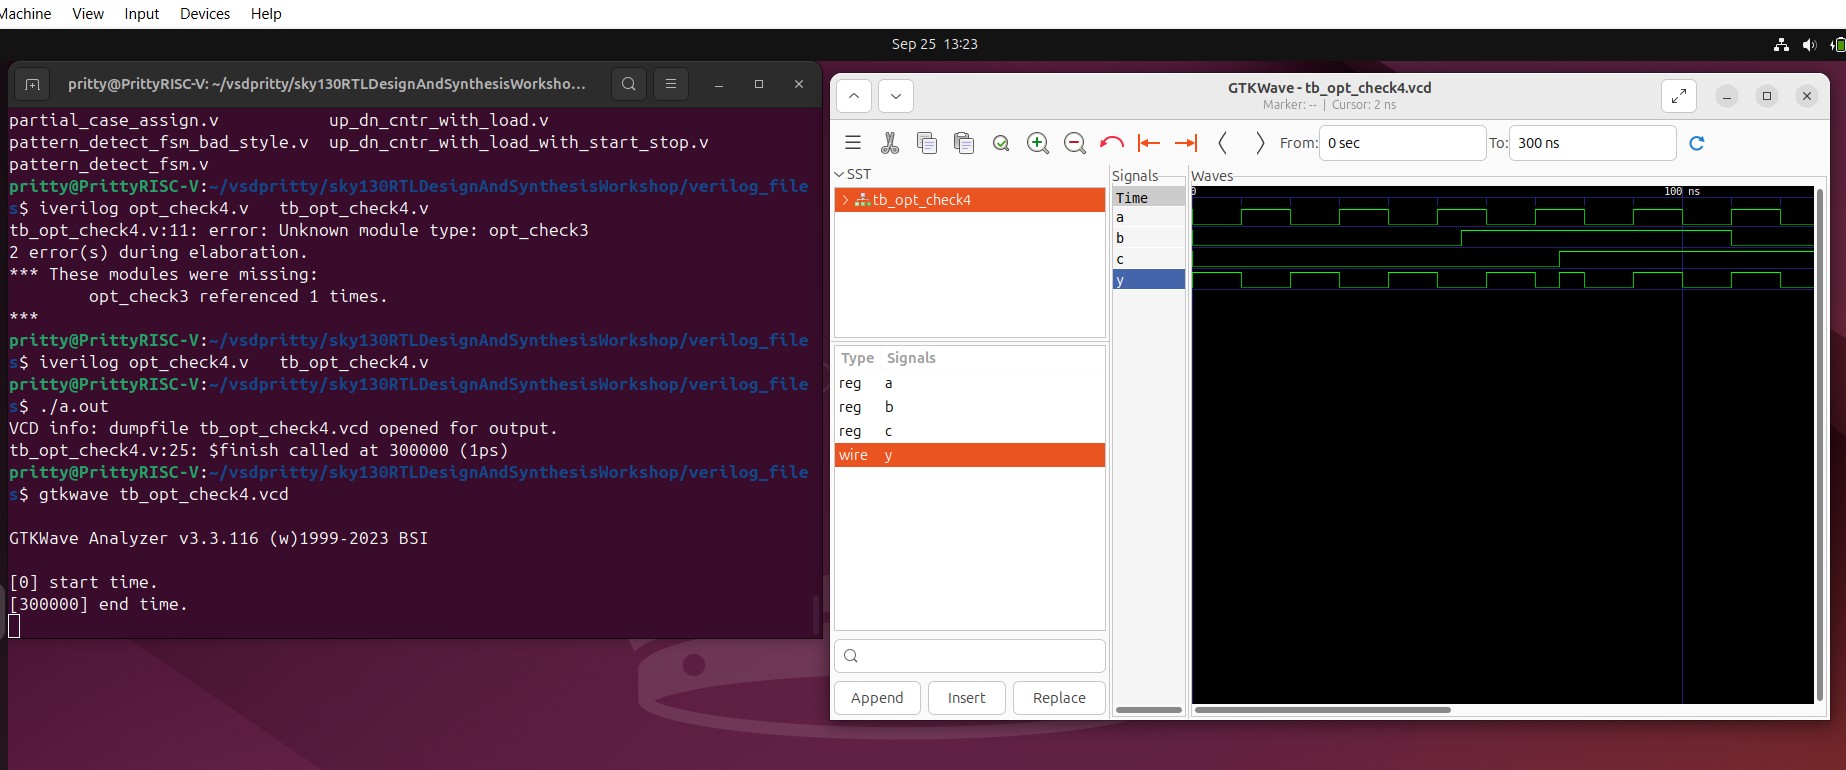 Machine View Input Devices Help
Sep 25 13:23
pritty@PrittyRISC-V: ~/vsdpritty/sky130RTLDesignAndSynthesisWorksho...
partial_case_assign.v up_dn_cntr_with_load.v
pattern_detect_fsm_bad_style.v up_dn_cntr_with_load_with_start_stop.v
pattern_detect_fsm.v
pritty@PrittyRISC-V:~/vsdpritty/sky130RTLDesignAndSynthesisWorkshop/verilog_file
s$ iverilog opt_check4.v tb_opt_check4.v
tb_opt_check4.v:11: error: Unknown module type: opt_check3
2 error(s) during elaboration.
*** These modules were missing:
opt_check3 referenced 1 times.
***
pritty@PrittyRISC-V:~/vsdpritty/sky130RTLDesignAndSynthesisWorkshop/verilog_file
s$ iverilog opt_check4.v tb_opt_check4.v
pritty@PrittyRISC-V:~/vsdpritty/sky130RTLDesignAndSynthesisWorkshop/verilog_file
s$ ./a.out
VCD info: dumpfile tb_opt_check4.vcd opened for output.
tb_opt_check4.v:25: $finish called at 300000 (1ps)
pritty@PrittyRISC-V:~/vsdpritty/sky130RTLDesignAndSynthesisWorkshop/verilog_file
s$ gtkwave tb_opt_check4.vcd
GTKWave Analyzer v3.3.116 (w)1999-2023 BSI
[0] start time.
[300000] end time.
GTKWave - tb_opt_check4.vcd
Marker: -- | Cursor: 2 ns
From: 0 sec To: 300 ns
SST
tb_opt_check4
Type Signals
reg a
reg b
reg c
wire y
Append Insert Replace
Signals
Time
a
b
c
y
Waves
0 100 ns